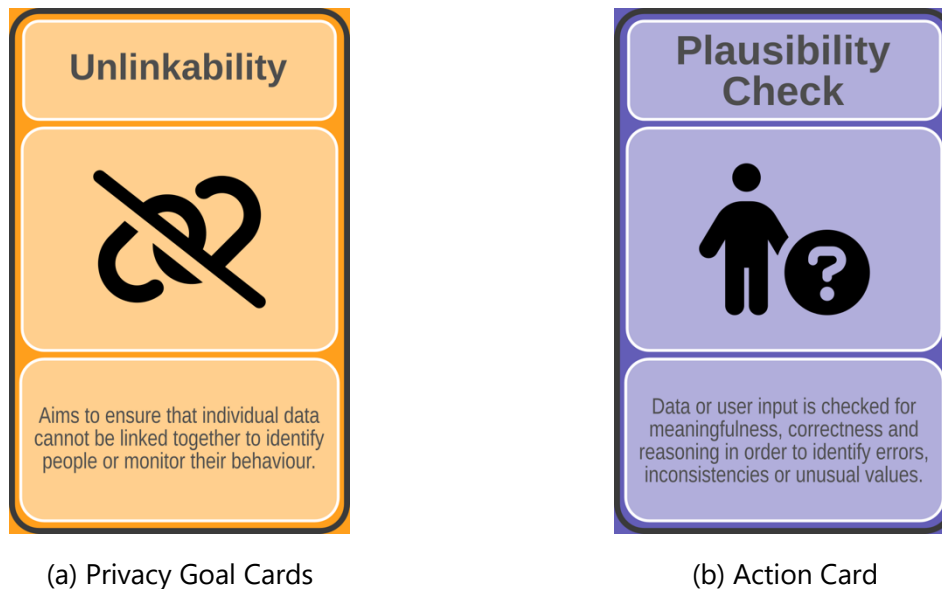 Unlinkability
Aims to ensure that individual data
cannot be linked together to identify
people or monitor their behaviour.
(a) Privacy Goal Cards
Plausibility
Check
?
Data or user input is checked for
meaningfulness, correctness and
reasoning in order to identify errors,
inconsistencies or unusual values.
(b) Action Card